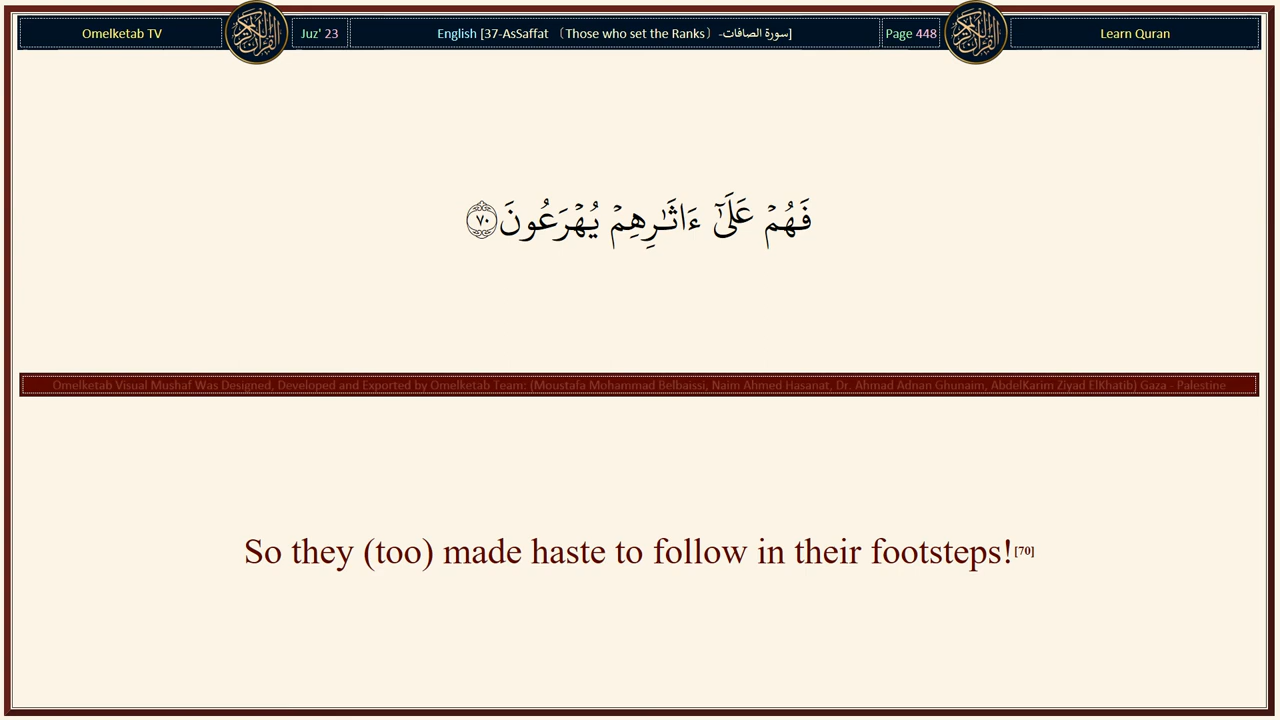 Omelketab TV
Juz' 23
English [37-AsSaffat 〔Those who set the Ranks〕-سورة الصافات]
Page 448
Learn Quran
فَهُمۡ عَلَىٰٓ ءَاثَٰرِهِمۡ يُهۡرَعُونَ ٧٠
Omelketab Visual Mushaf Was Designed, Developed and Exported by Omelketab Team: (Moustafa Mohammad Belbaissi, Naim Ahmed Hasanat, Dr. Ahmad Adnan Ghunaim, AbdelKarim Ziyad ElKhatib) Gaza - Palestine
So they (too) made haste to follow in their footsteps![70]